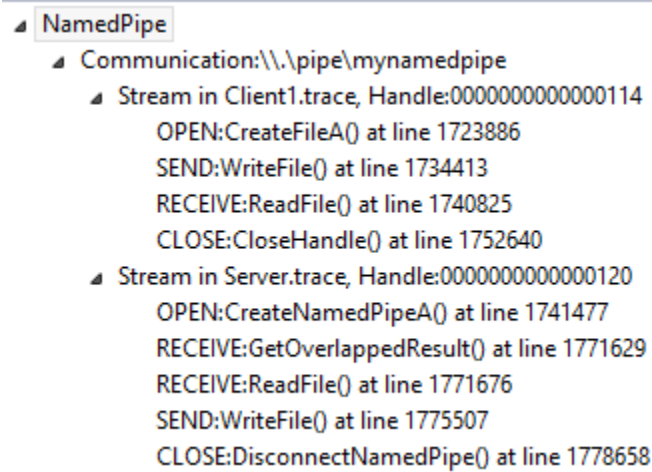 NamedPipe
Communication:\\.\pipe\mynamedpipe
Stream in Client1.trace, Handle:0000000000000114
OPEN:CreateFileA() at line 1723886
SEND:WriteFile() at line 1734413
RECEIVE:ReadFile() at line 1740825
CLOSE:CloseHandle() at line 1752640
Stream in Server.trace, Handle:0000000000000120
OPEN:CreateNamedPipeA() at line 1741477
RECEIVE:GetOverlappedResult() at line 1771629
RECEIVE:ReadFile() at line 1771676
SEND:WriteFile() at line 1775507
CLOSE:DisconnectNamedPipe() at line 1778658